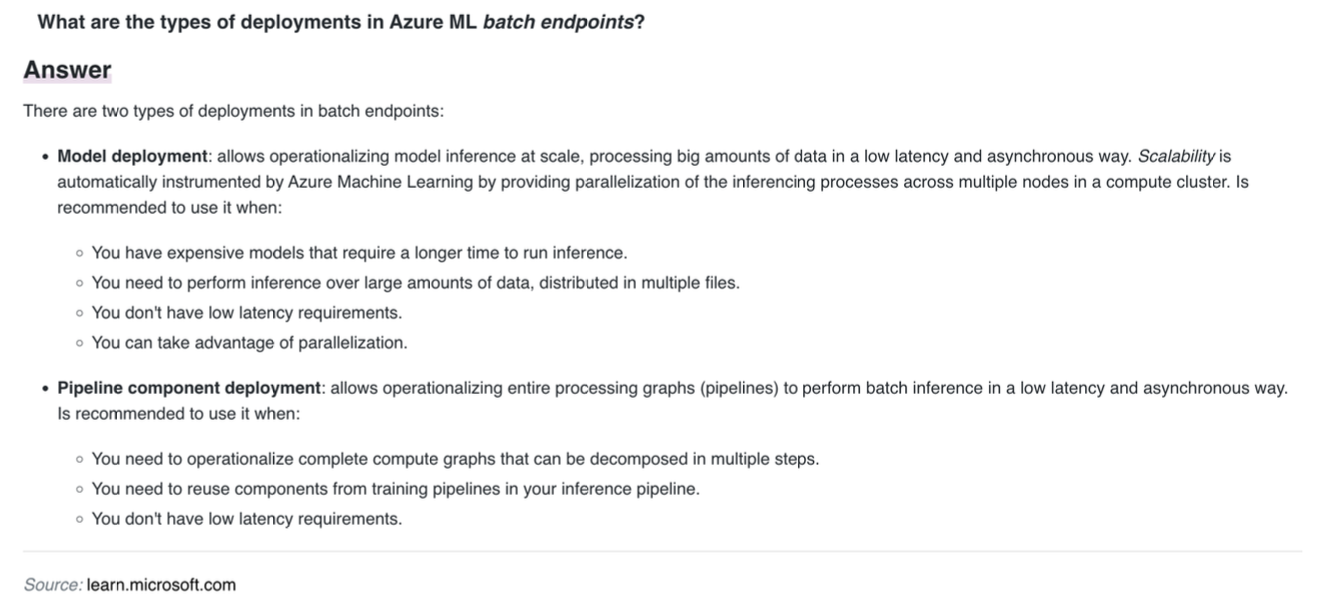 What are the types of deployments in Azure ML batch endpoints?
Answer
There are two types of deployments in batch endpoints:
• Model deployment: allows operationalizing model inference at scale, processing big amounts of data in a low latency and asynchronous way. Scalability is
automatically instrumented by Azure Machine Learning by providing parallelization of the inferencing processes across multiple nodes in a compute cluster. Is
recommended to use it when:
◦ You have expensive models that require a longer time to run inference.
◦ You need to perform inference over large amounts of data, distributed in multiple files.
◦ You don't have low latency requirements.
◦ You can take advantage of parallelization.
• Pipeline component deployment: allows operationalizing entire processing graphs (pipelines) to perform batch inference in a low latency and asynchronous way.
Is recommended to use it when:
◦ You need to operationalize complete compute graphs that can be decomposed in multiple steps.
◦ You need to reuse components from training pipelines in your inference pipeline.
◦ You don't have low latency requirements.
Source: learn.microsoft.com